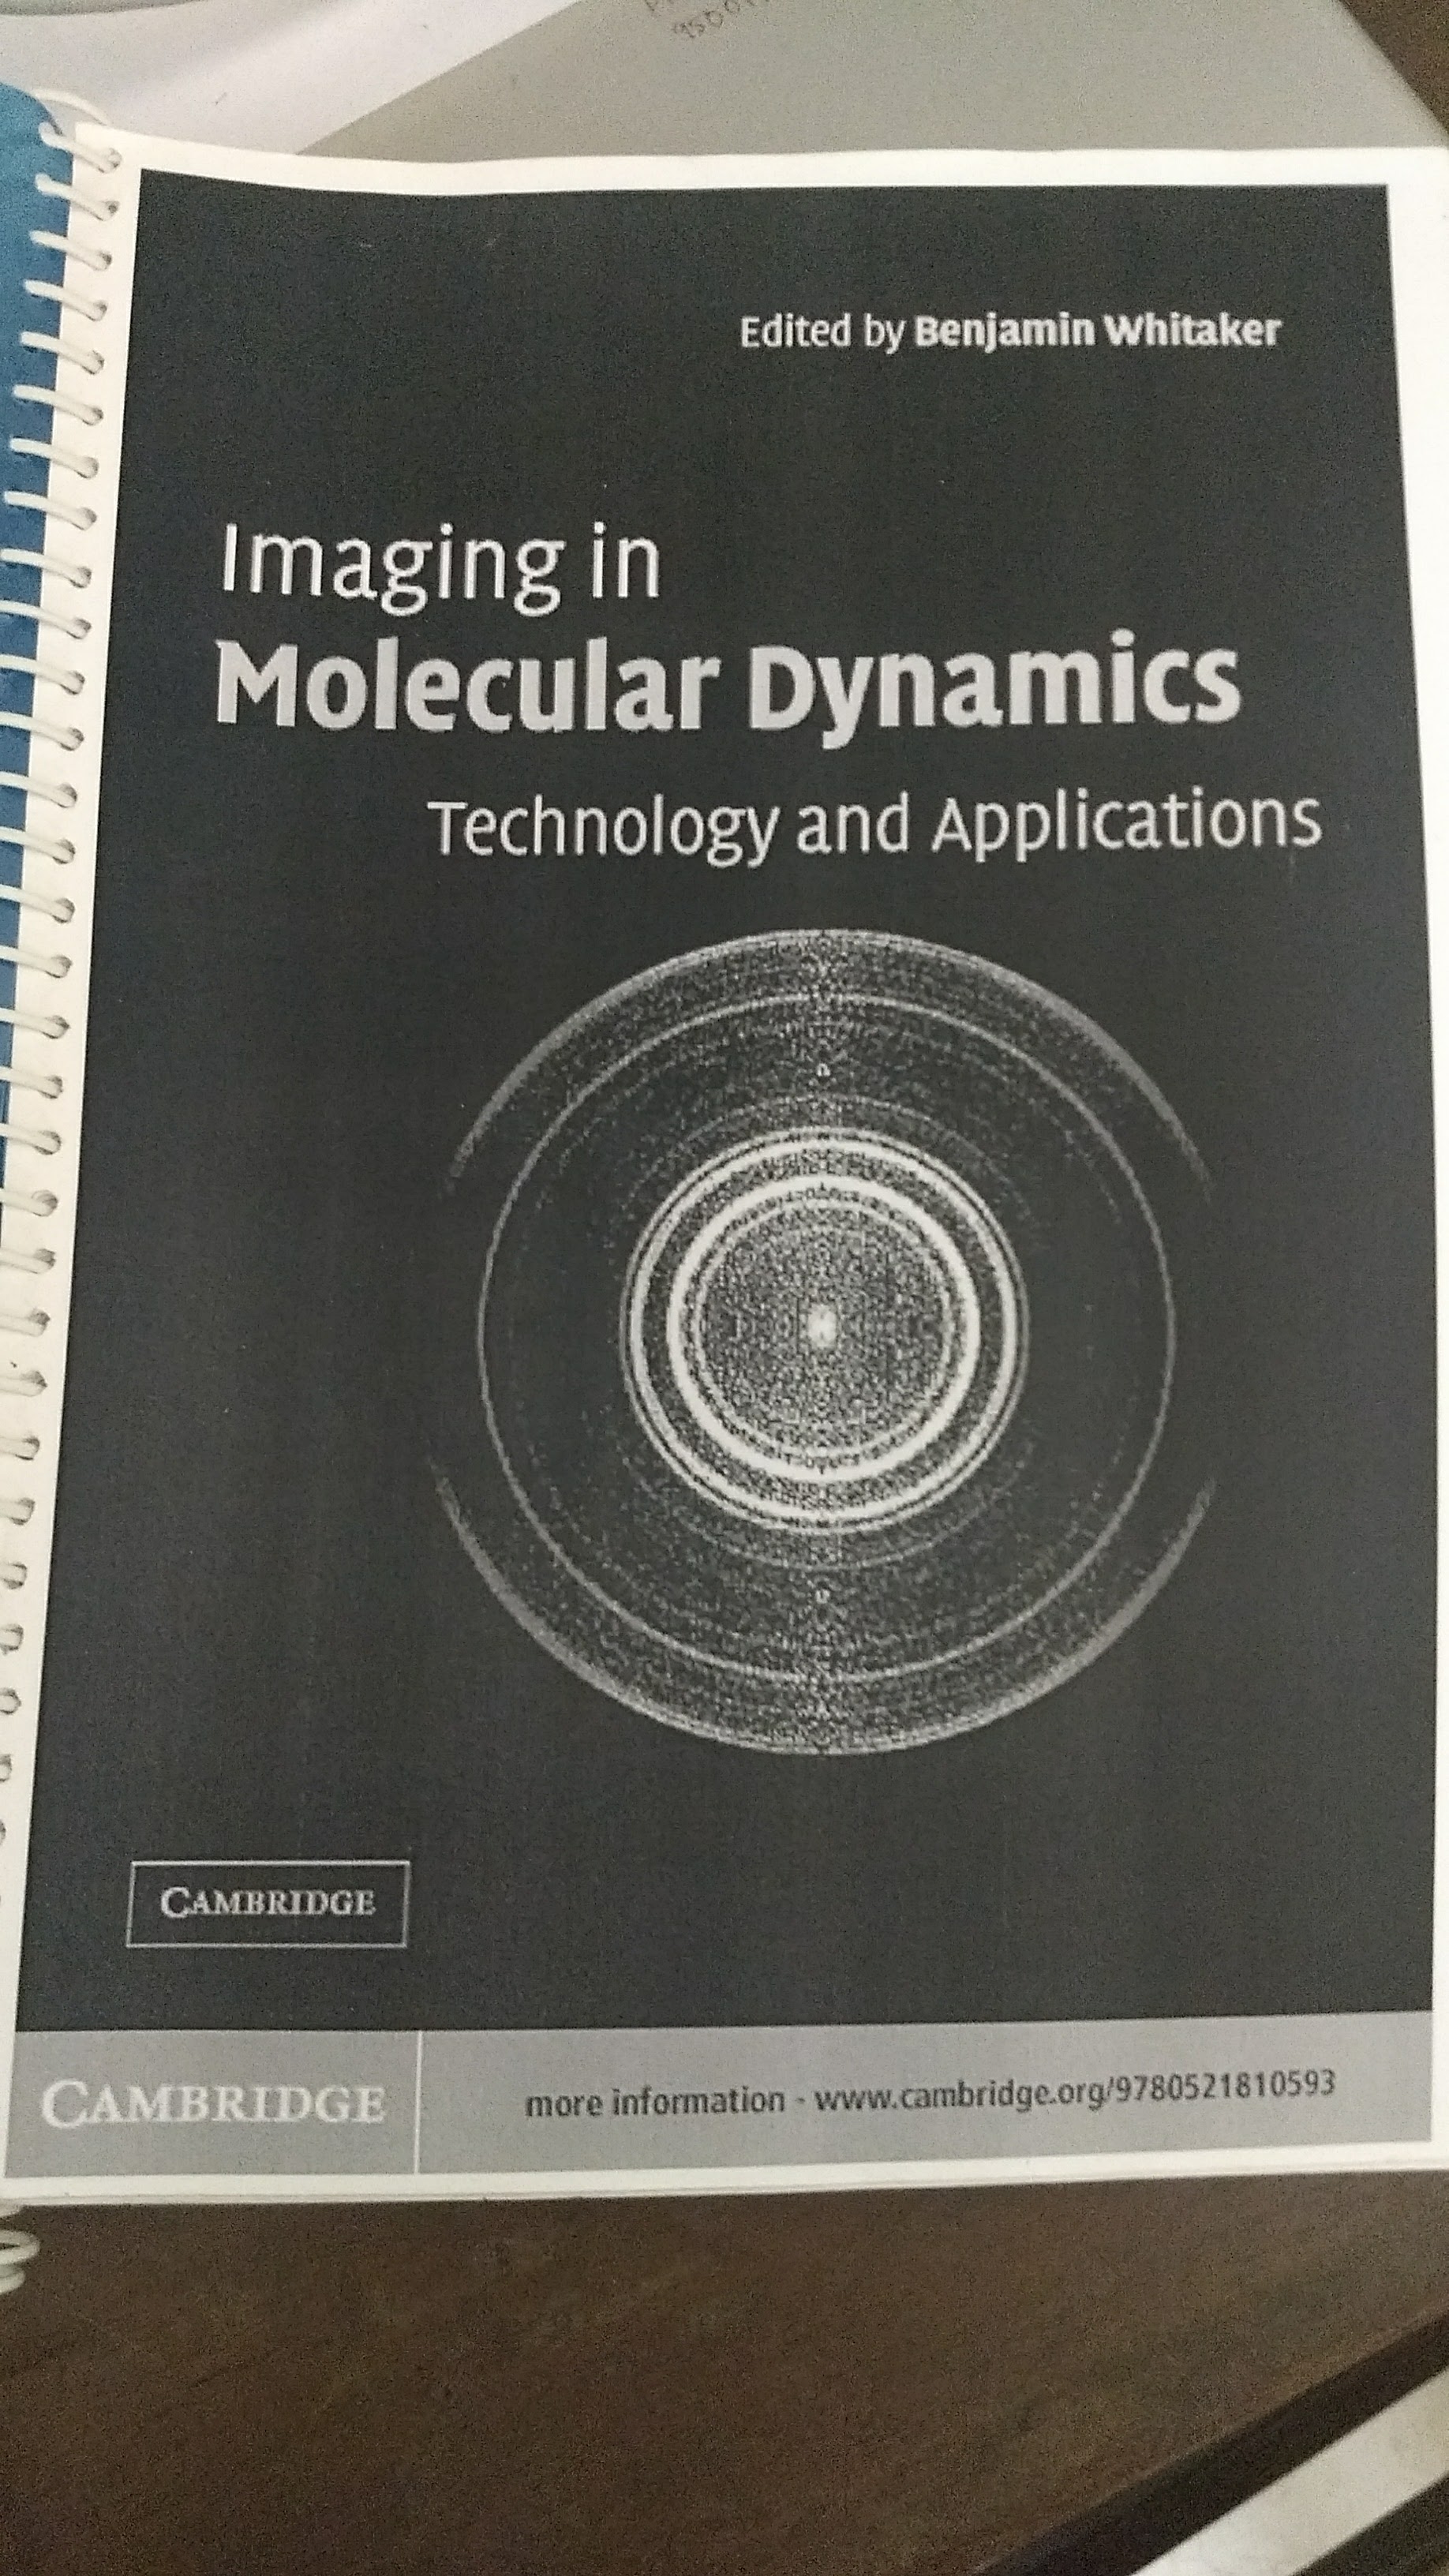 Edited by Benjamin Whitaker
Imaging in
Molecular Dynamics
Technology and Applications
CAMBRIDGE
CAMBRIDGE
more information - www.cambridge.org/9780521810593